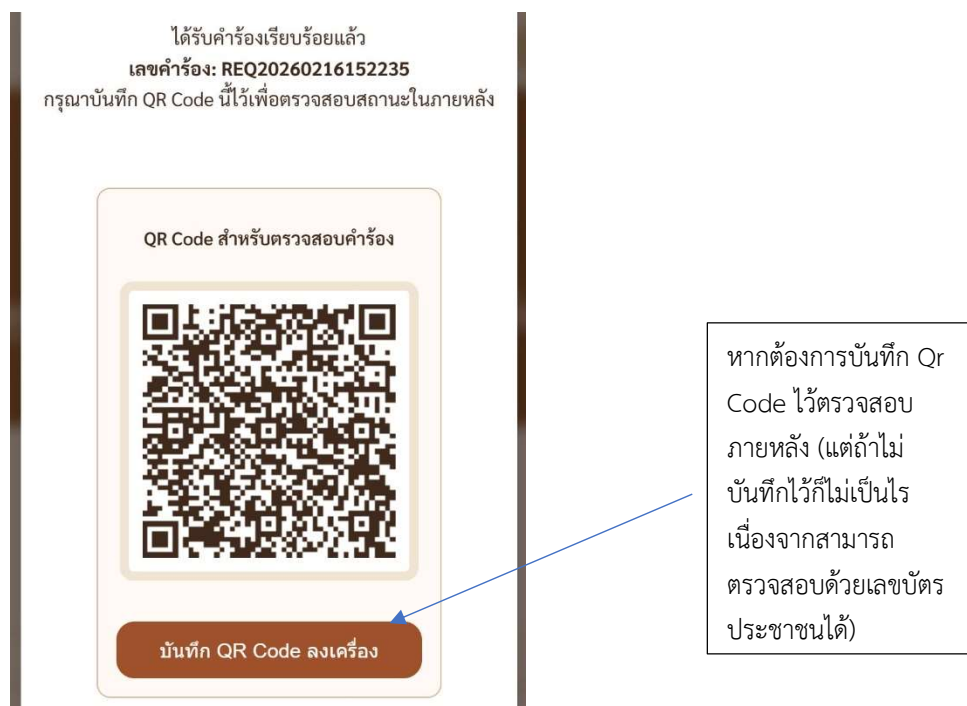 ได้รับคำร้องเรียบร้อยแล้ว
เลขคำร้อง: REQ20260216152235
กรุณาบันทึก QR Code นี้ไว้เพื่อตรวจสอบสถานะในภายหลัง
QR Code สำหรับตรวจสอบคำร้อง
บันทึก QR Code ลงเครื่อง
หากต้องการบันทึก Qr
Code ไว้ตรวจสอบ
ภายหลัง (แต่ถ้าไม่
บันทึกไว้ก็ไม่เป็นไร
เนื่องจากสามารถ
ตรวจสอบด้วยเลขบัตร
ประชาชนได้)